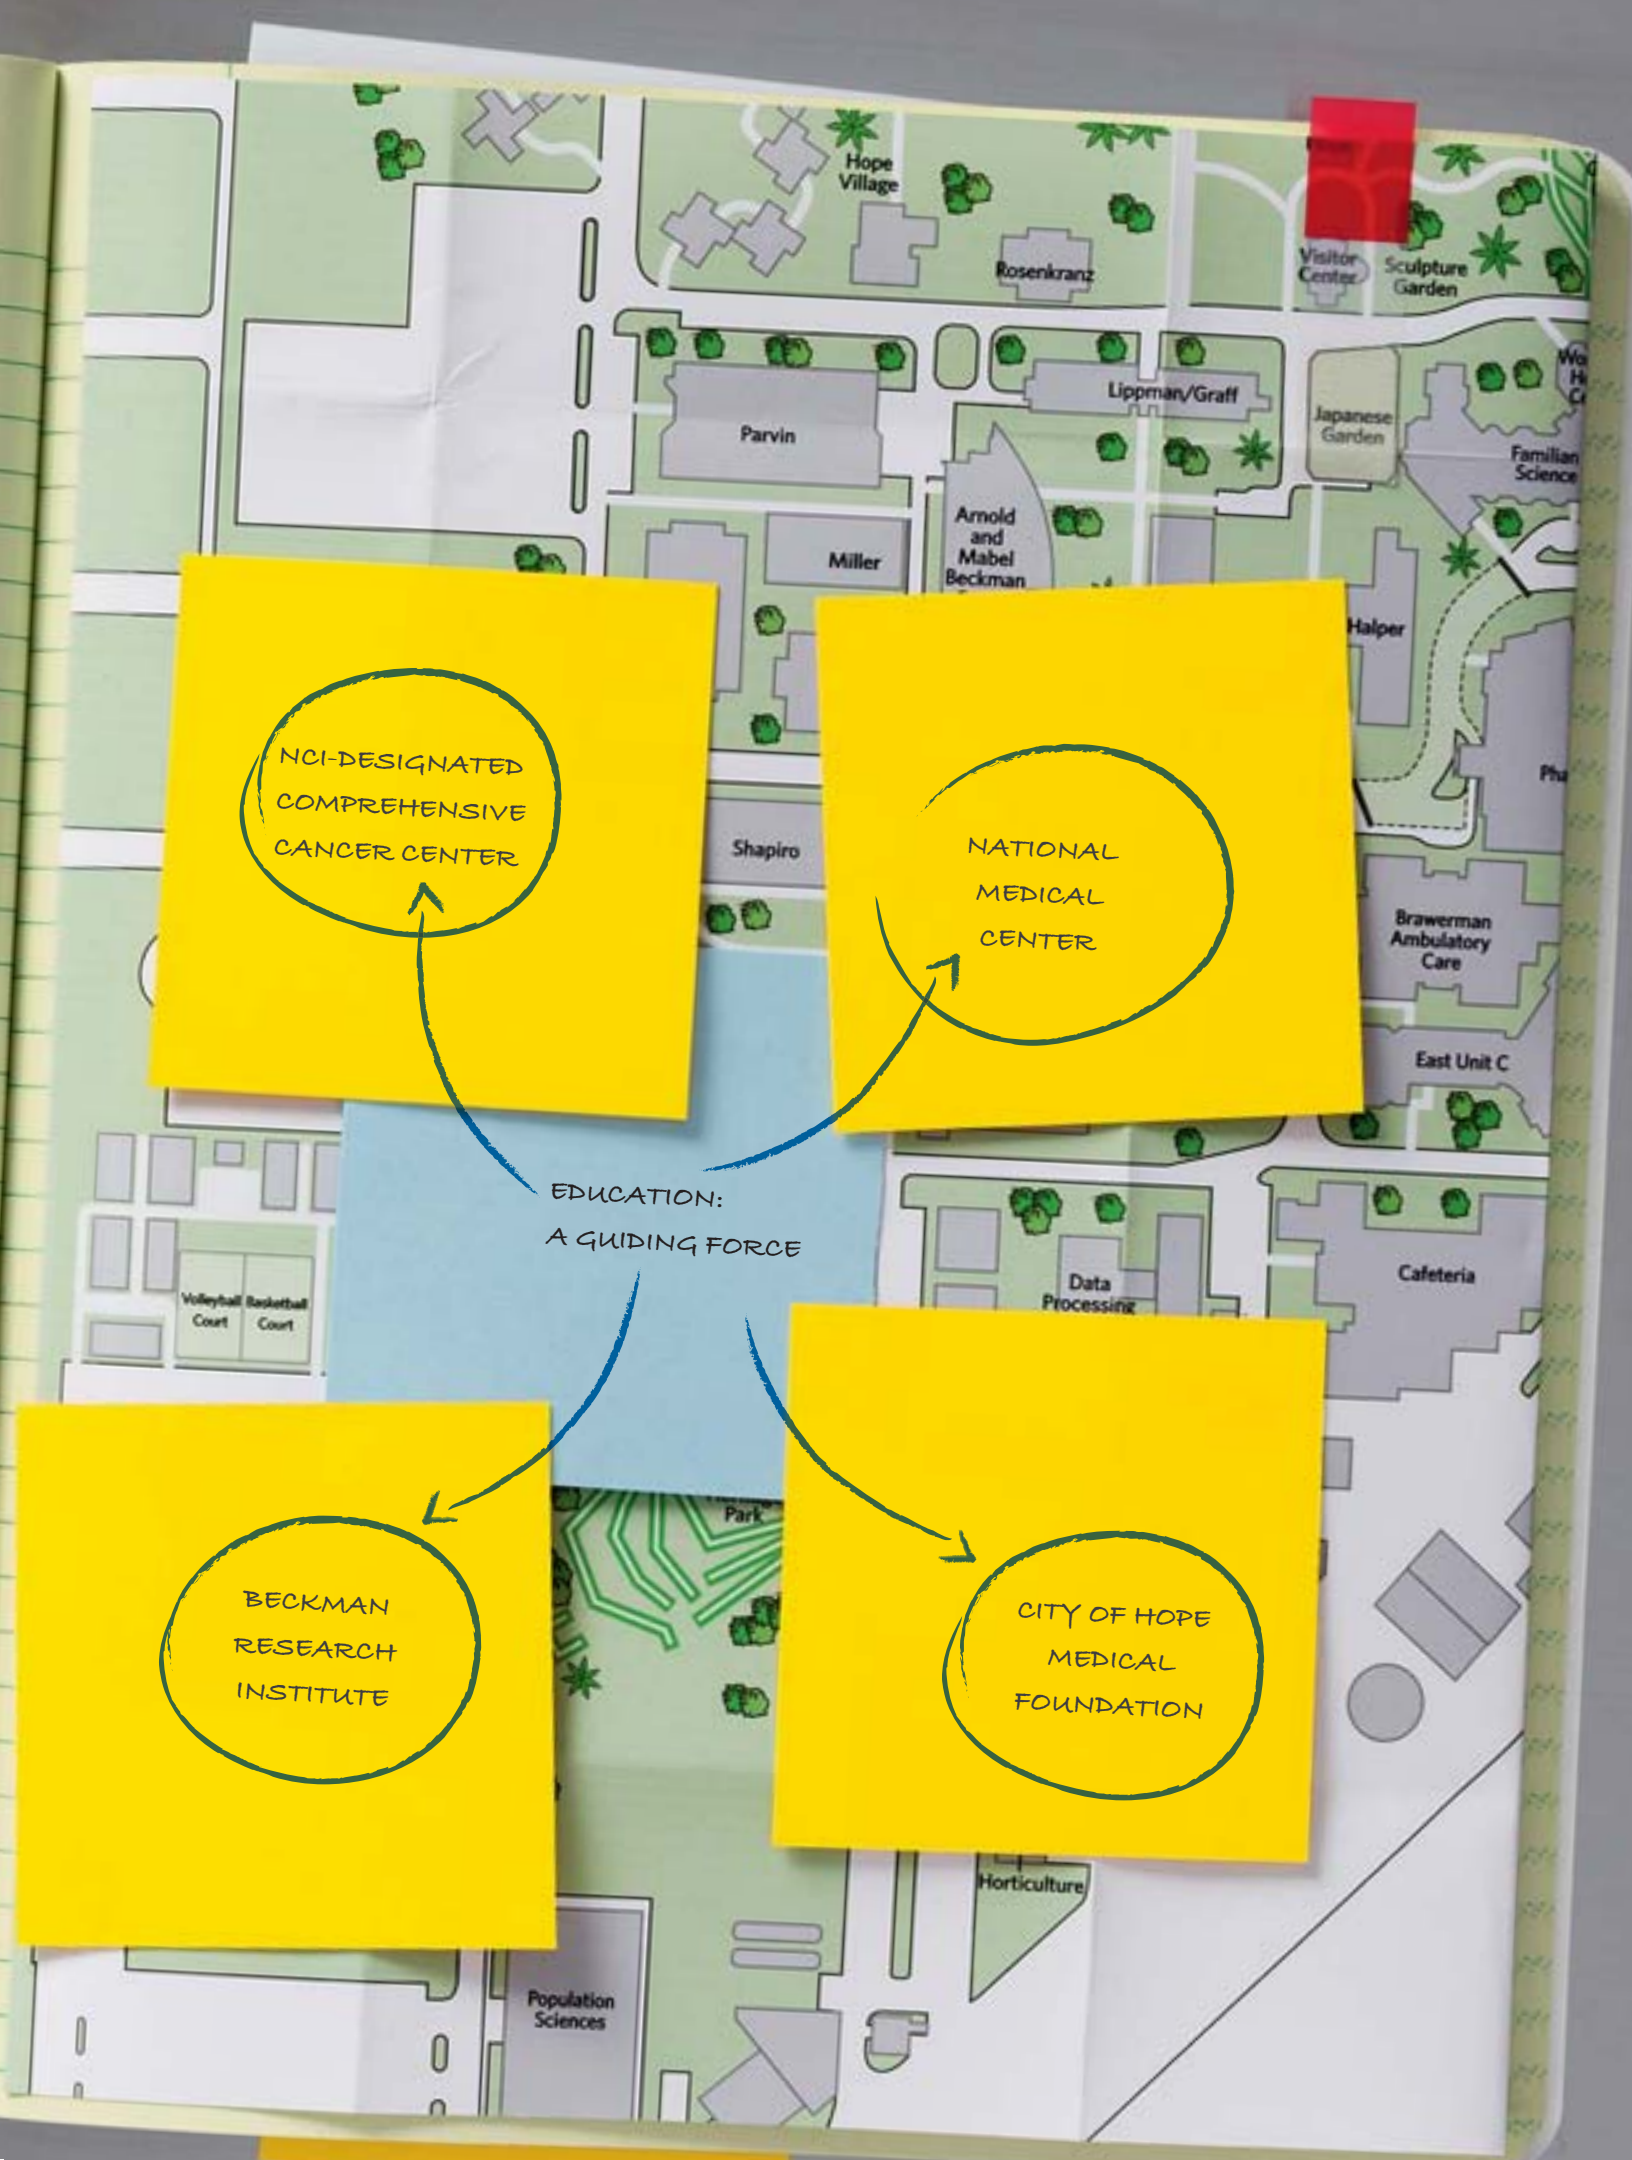 Hope
Village
Rosenkranz
Visitor
Center
Sculpture
Garden
Lippman/Graff
Japanese
Garden
Parvin
Familian
Science
Arnold
and
Mabel
Beckman
Miller
Halper
NCI-DESIGNATED
COMPREHENSIVE
CANCER CENTER
NATIONAL
MEDICAL
CENTER
Shapiro
Brawerman
Ambulatory
Care
East Unit C
EDUCATION:
A GUIDING FORCE
Volleyball
Court
Basketball
Court
Data
Processing
Cafeteria
Park
BECKMAN
RESEARCH
INSTITUTE
CITY OF HOPE
MEDICAL
FOUNDATION
Horticulture
Population
Sciences